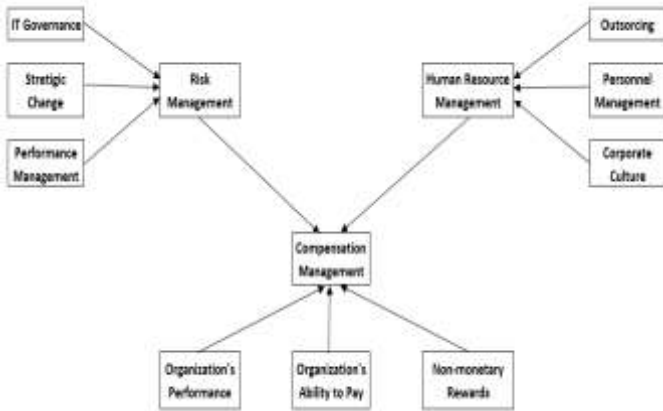 IT Governance
Outsorcing
Stretigic
Change
Risk
Management
Human Resource
Management
Personnel
Management
Performance
Management
Corporate
Culture
Compensation
Management
Organization's
Performance
Organization's
Ability to Pay
Non-monetary
Rewards